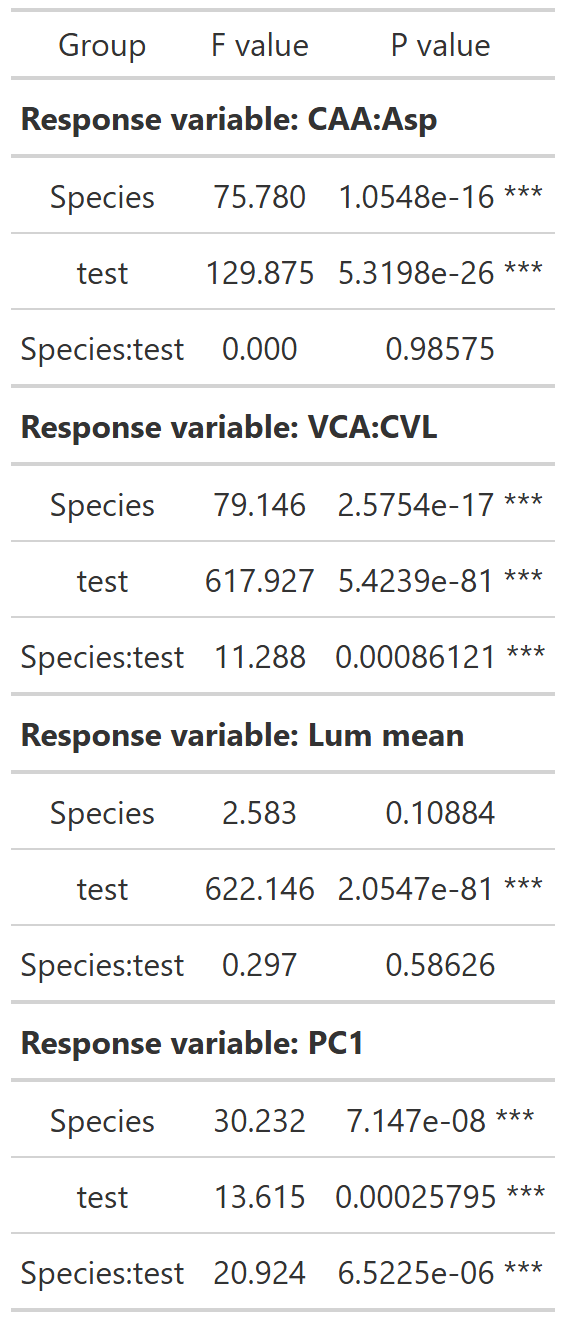 Group F value P value
Response variable: CAA:Asp
Species 75.780 1.0548e-16 ***
test 129.875 5.3198e-26 ***
Species:test 0.000 0.98575
Response variable: VCA:CVL
Species 79.146 2.5754e-17 ***
test 617.927 5.4239e-81 ***
Species:test 11.288 0.00086121 ***
Response variable: Lum mean
Species 2.583 0.10884
test 622.146 2.0547e-81 ***
Species:test 0.297 0.58626
Response variable: PC1
Species 30.232 7.147e-08 ***
test 13.615 0.00025795 ***
Species:test 20.924 6.5225e-06 ***